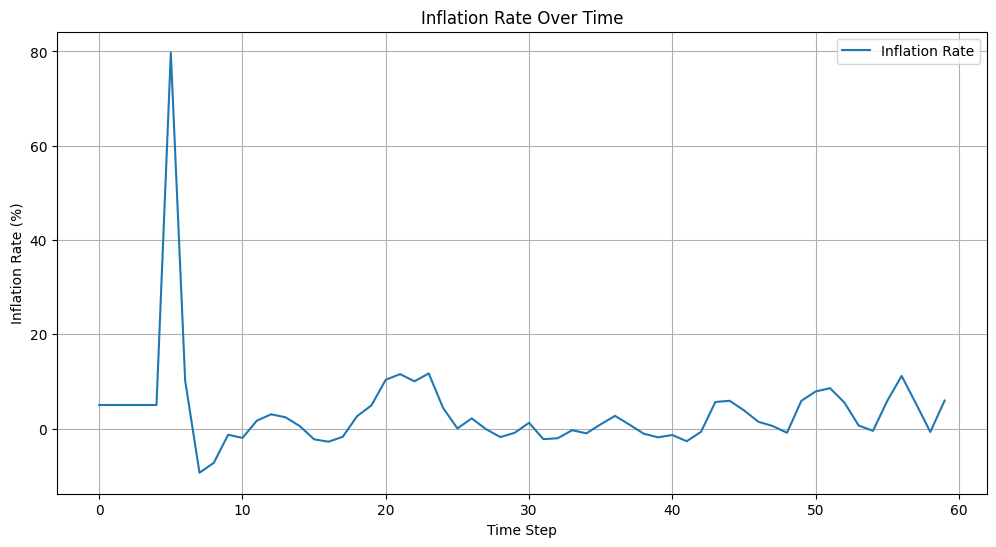 Inflation Rate Over Time
Inflation Rate
80
60
40
20
0
Inflation Rate (%)
0 10 20 30 40 50 60
Time Step